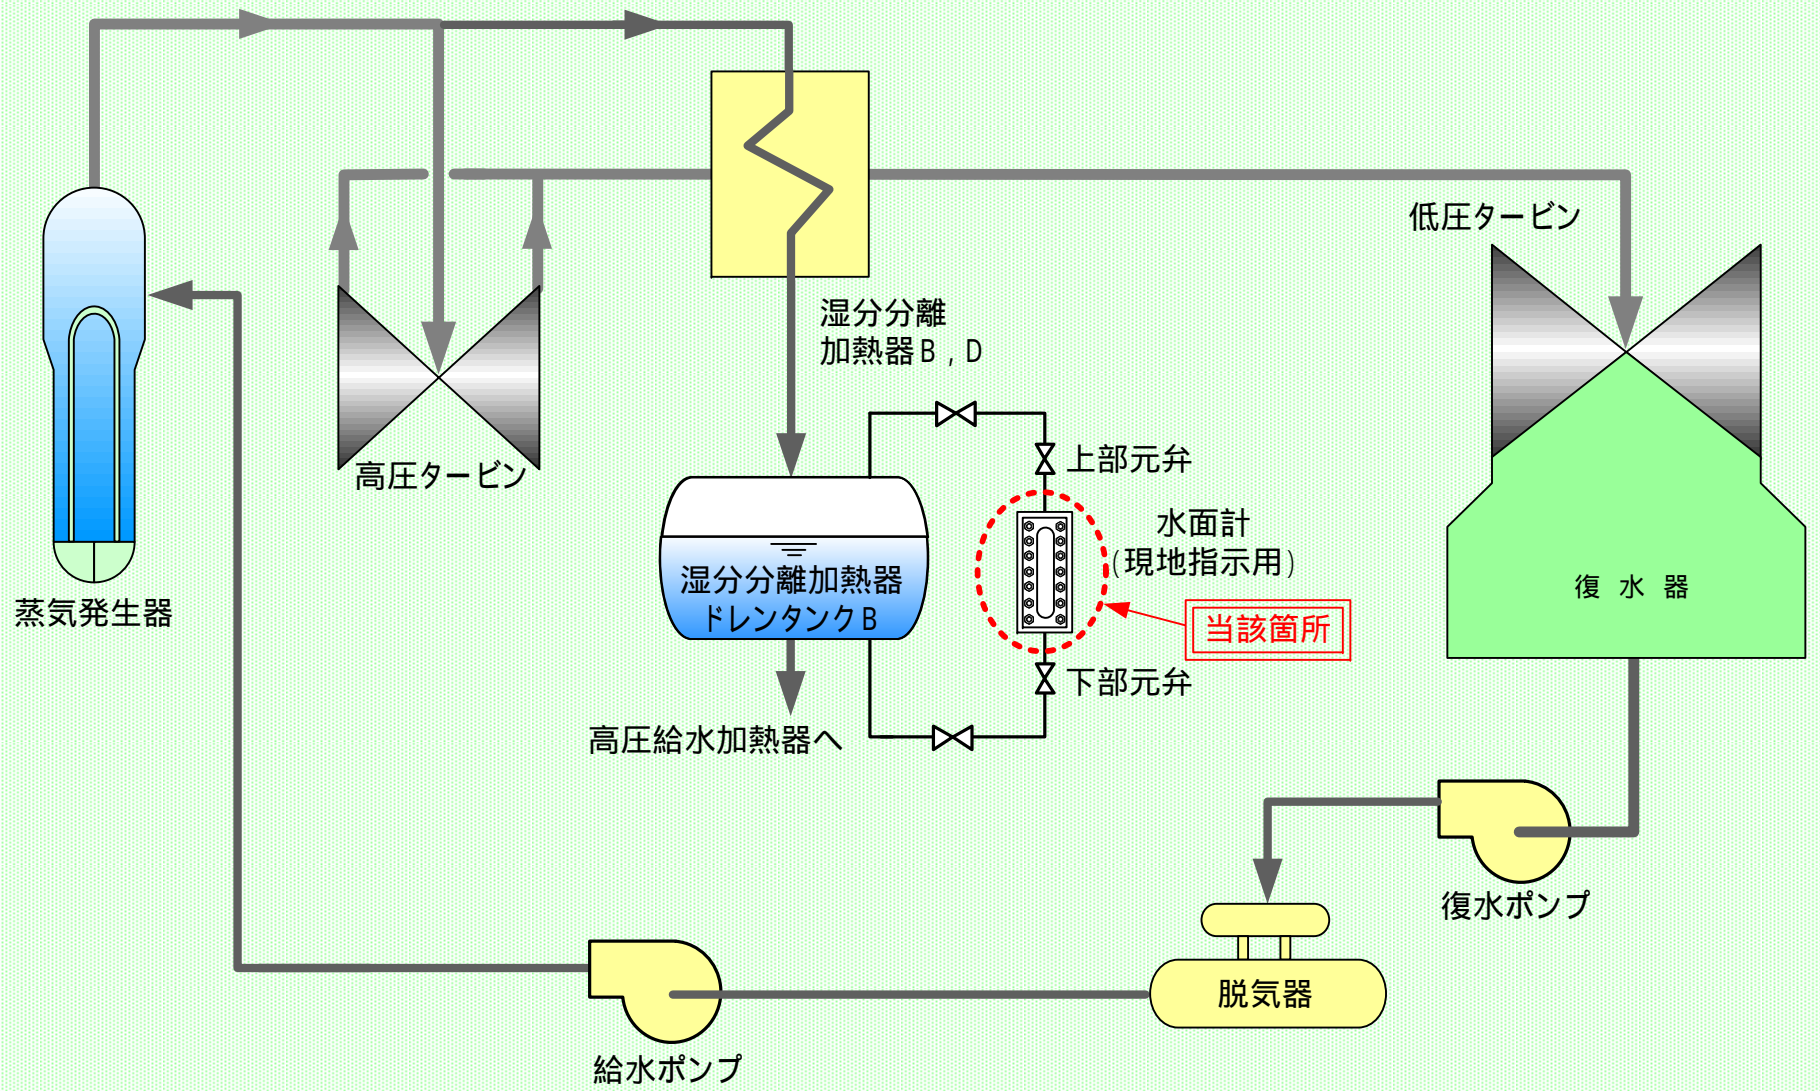 低圧タービン
湿分分離
加熱器B,D
高圧タービン
上部元弁
水面計
(現地指示用)
湿分分離加熱器
ドレンタンクB
復水器
蒸気発生器
当該箇所
下部元弁
高圧給水加熱器へ
復水ポンプ
脱気器
給水ポンプ